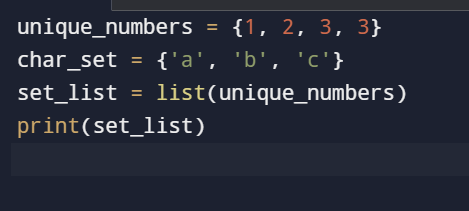 unique_numbers = {1, 2, 3, 3}
char_set = {'a', 'b', 'c'}
set_list = list(unique_numbers)
print(set_list)